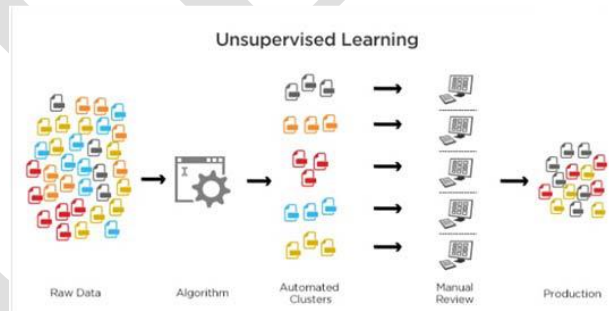 Unsupervised Learning
Raw Data
Algorithm
Automated
Clusters
Manual
Review
Production